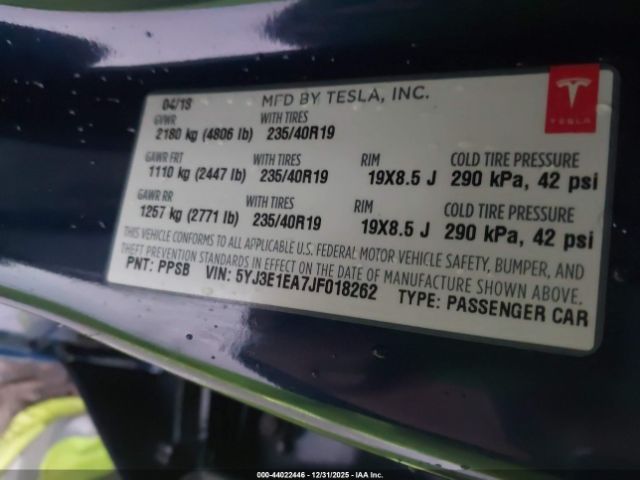 04/18 MFD BY TESLA, INC.
GVWR WITH TIRES
2180 kg (4806 lb) 235/40R19
TESLA
GAWR FRT WITH TIRES RIM COLD TIRE PRESSURE
1110 kg (2447 lb) 235/40R19 19X8.5 J 290 kPa, 42 psi
GAWR RR WITH TIRES RIM COLD TIRE PRESSURE
1257 kg (2771 lb) 235/40R19 19X8.5 J 290 kPa, 42 psi
THIS VEHICLE CONFORMS TO ALL APPLICABLE U.S. FEDERAL MOTOR VEHICLE SAFETY, BUMPER, AND
THEFT PREVENTION STANDARDS IN EFFECT ON THE DATE OF MANUFACTURE SHOWN ABOVE.
PNT: PPSB VIN: 5YJ3E1EA7JF018262 TYPE: PASSENGER CAR
000-44022446 - 12/31/2025 - IAA Inc.